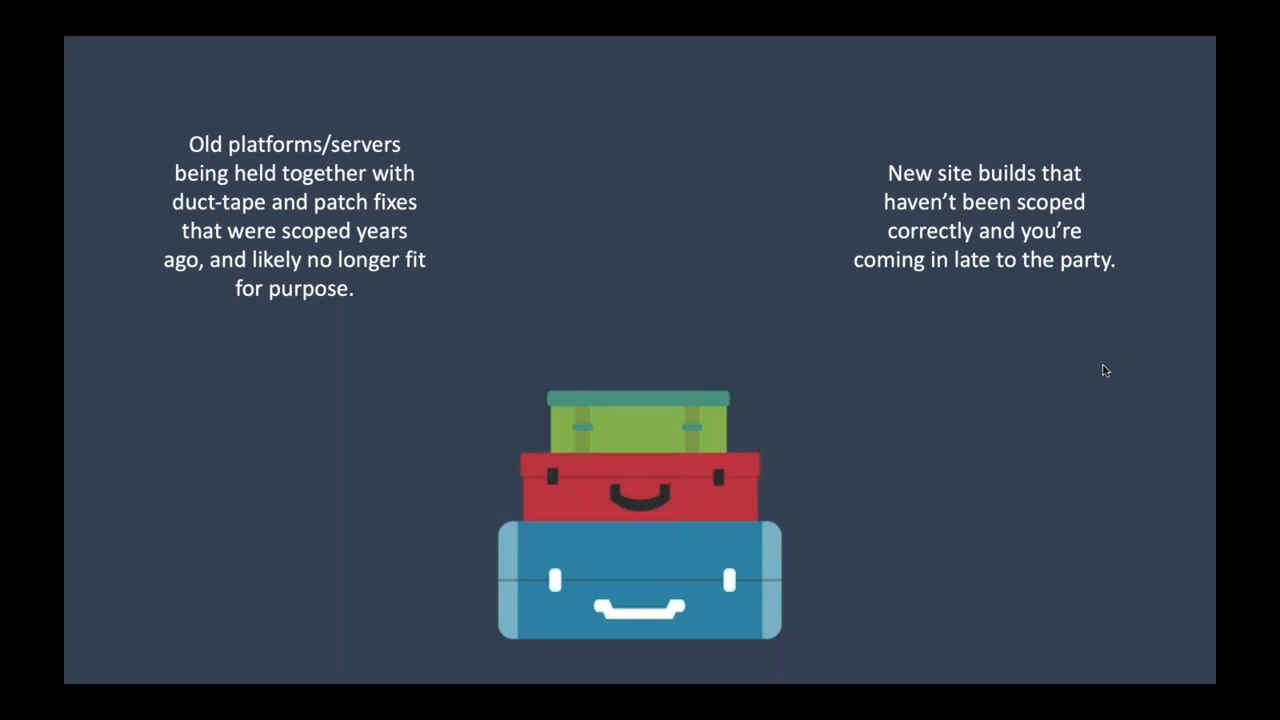 Old platforms/servers
being held together with
duct-tape and patch fixes
that were scoped years
ago, and likely no longer fit
for purpose.
New site builds that
haven’t been scoped
correctly and you’re
coming in late to the party.